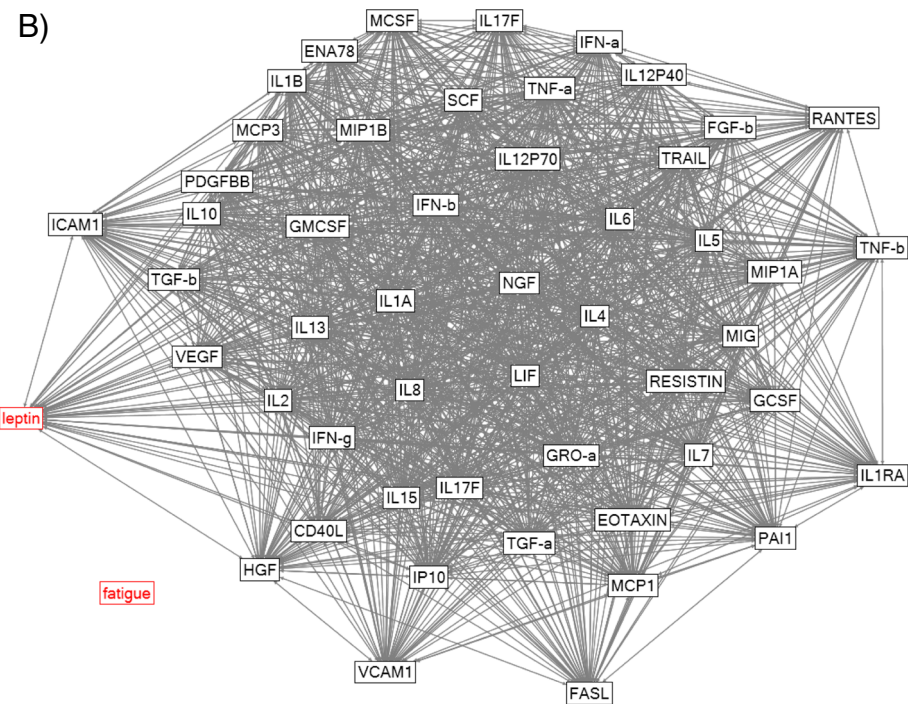 B)
MCSF
IL17F
IFN-a
ENA78
IL12P40
IL1B
TNF-a
SCF
RANTES
MCP3
MIP1B
FGF-b
IL12P70
TRAIL
PDGFBB
IFN-b
IL10
IL6
ICAM1
GMCSF
IL5
TNF-b
MIP1A
TGF-b
NGF
IL1A
IL4
IL13
MIG
VEGF
LIF
RESISTIN
IL8
IL2
GCSF
leptin
IFN-g
GRO-a
IL7
IL1RA
IL17F
IL15
EOTAXIN
CD40L
PAI1
TGF-a
HGF
IP10
MCP1
fatigue
VCAM1
FASL